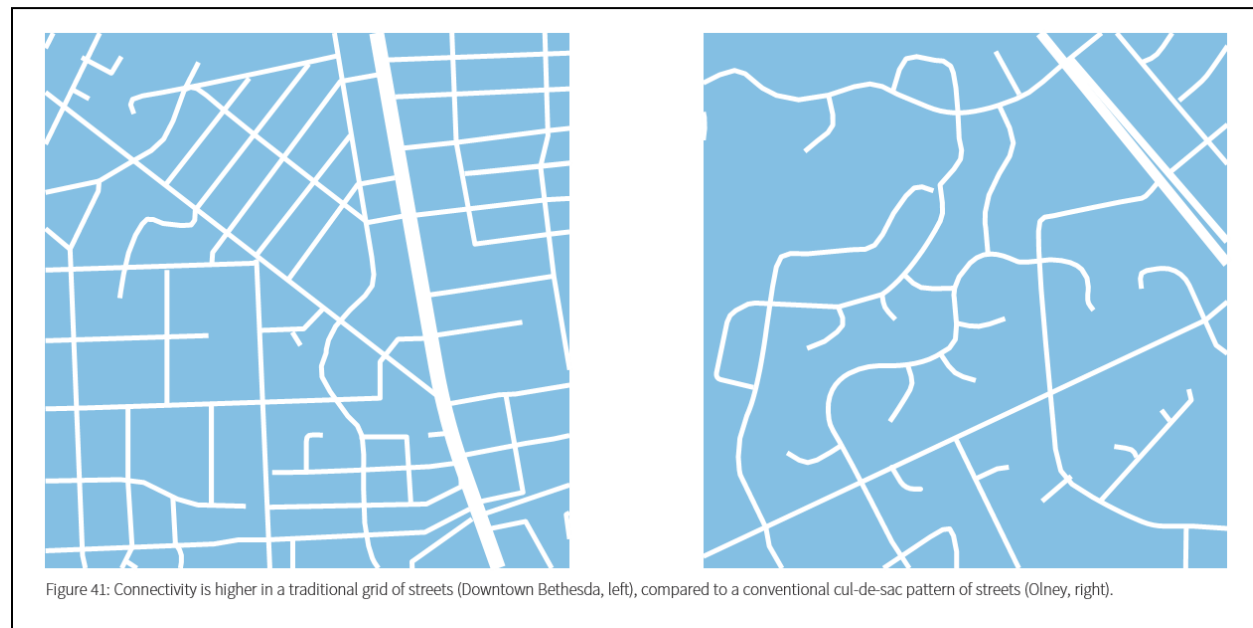 Figure 41: Connectivity is higher in a traditional grid of streets (Downtown Bethesda, left), compared to a conventional cul-de-sac pattern of streets (Olney, right).